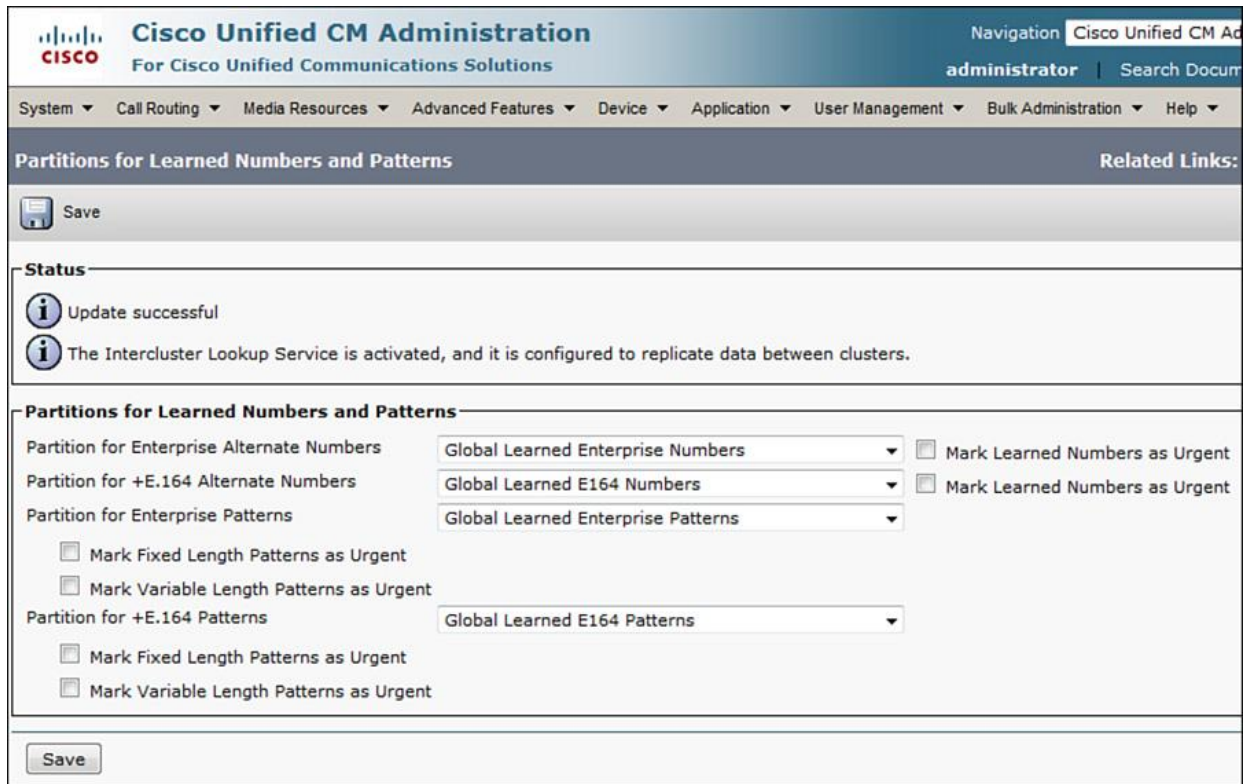 CISCO
Cisco Unified CM Administration
For Cisco Unified Communications Solutions
Navigation Cisco Unified CM Ad
administrator | Search Docum
System Call Routing Media Resources Advanced Features Device Application User Management Bulk Administration Help
Partitions for Learned Numbers and Patterns Related Links:
Save
Status
Update successful
The Intercluster Lookup Service is activated, and it is configured to replicate data between clusters.
Partitions for Learned Numbers and Patterns
Partition for Enterprise Alternate Numbers Global Learned Enterprise Numbers Mark Learned Numbers as Urgent
Partition for +E.164 Alternate Numbers Global Learned E164 Numbers Mark Learned Numbers as Urgent
Partition for Enterprise Patterns Global Learned Enterprise Patterns
Mark Fixed Length Patterns as Urgent
Mark Variable Length Patterns as Urgent
Partition for +E.164 Patterns Global Learned E164 Patterns
Mark Fixed Length Patterns as Urgent
Mark Variable Length Patterns as Urgent
Save